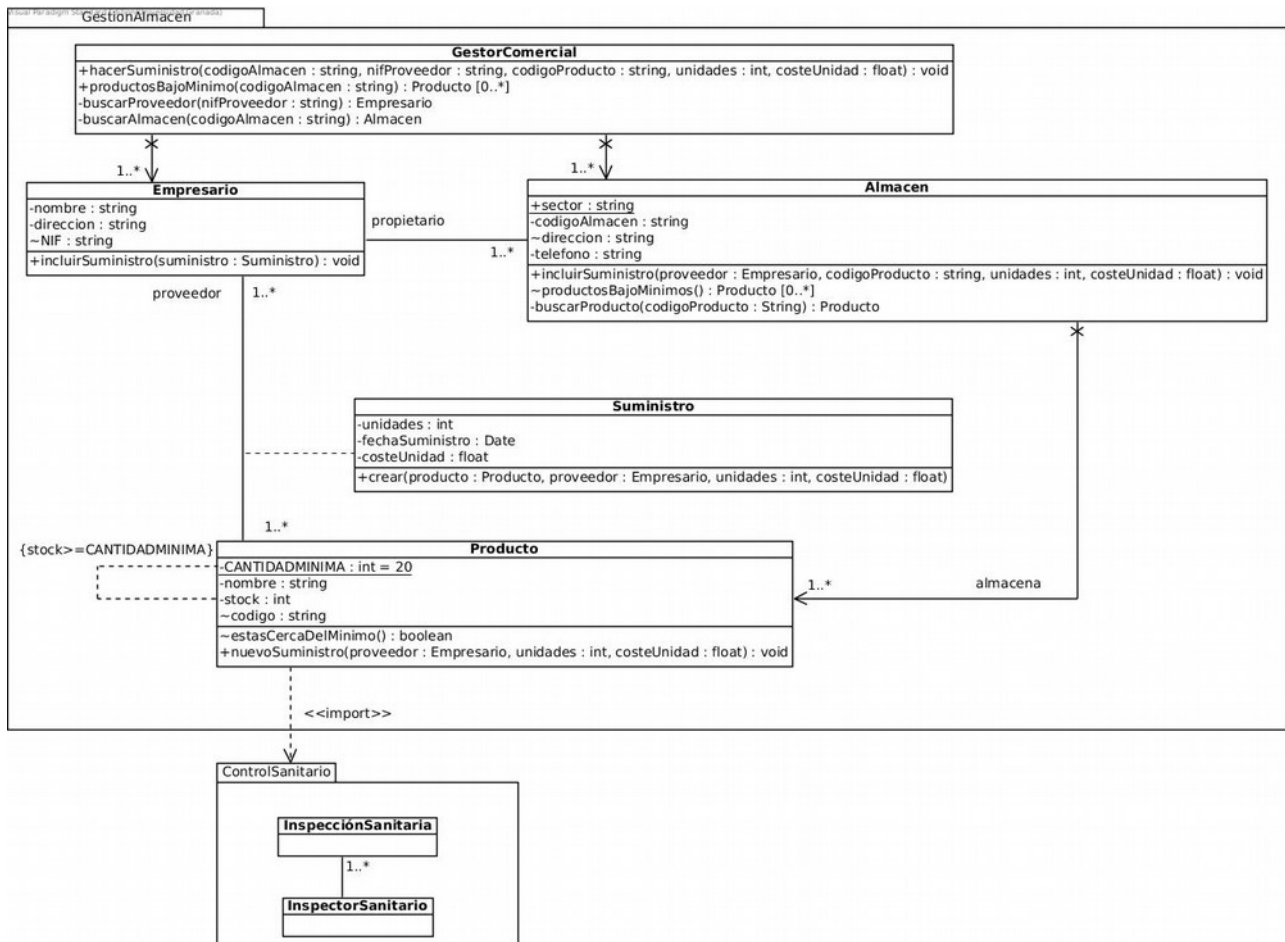 GestionAlmacen
GestorComercial
+hacerSuministro(codigoAlmacen : string, nifProveedor : string, codigoProducto : string, unidades : int, costeUnidad : float) : void
+productosBajoMinimo(codigoAlmacen : string) : Producto [0..*]
-buscarProveedor(nifProveedor : string) : Empresario
-buscarAlmacen(codigoAlmacen : string) : Almacen
1..*
1..*
Empresario
-nombre : string
-direccion : string
~NIF : string
+incluirSuministro(suministro : Suministro) : void
propietario
1..*
Almacen
+sector : string
-codigoAlmacen : string
~direccion : string
-telefono : string
+incluirSuministro(proveedor : Empresario, codigoProducto : string, unidades : int, costeUnidad : float) : void
~productosBajoMinimos() : Producto [0..*]
-buscarProducto(codigoProducto : String) : Producto
proveedor
1..*
Suministro
-unidades : int
-fechaSuministro : Date
-costeUnidad : float
+crear(producto : Producto, proveedor : Empresario, unidades : int, costeUnidad : float)
1..*
{stock>=CANTIDADMINIMA}
Producto
-CANTIDADMINIMA : int = 20
-nombre : string
-stock : int
~codigo : string
~estasCercaDelMinimo() : boolean
+nuevoSuministro(proveedor : Empresario, unidades : int, costeUnidad : float) : void
1..*
almacena
<<import>>
ControlSanitario
InspecciónSanitaria
1..*
InspectorSanitario